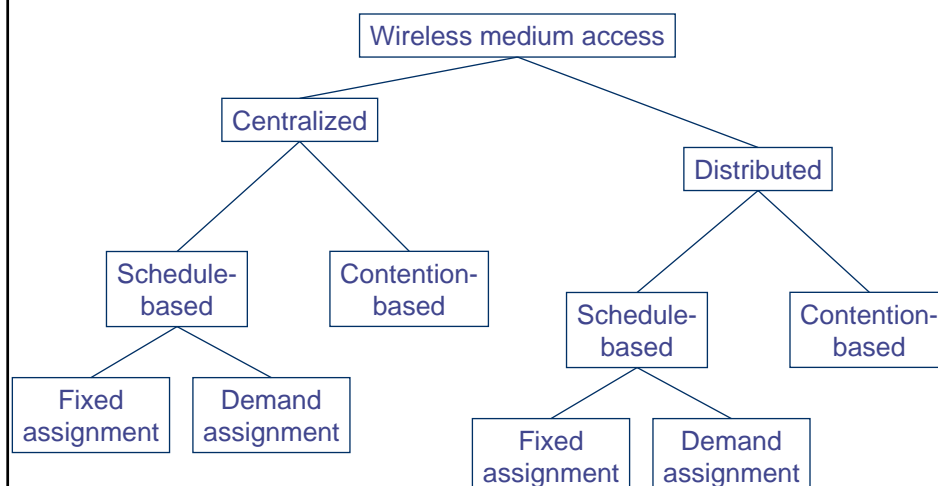 Wireless medium access
Centralized
Distributed
Schedule-
based
Contention-
based
Schedule-
based
Contention-
based
Fixed
assignment
Demand
assignment
Fixed
assignment
Demand
assignment